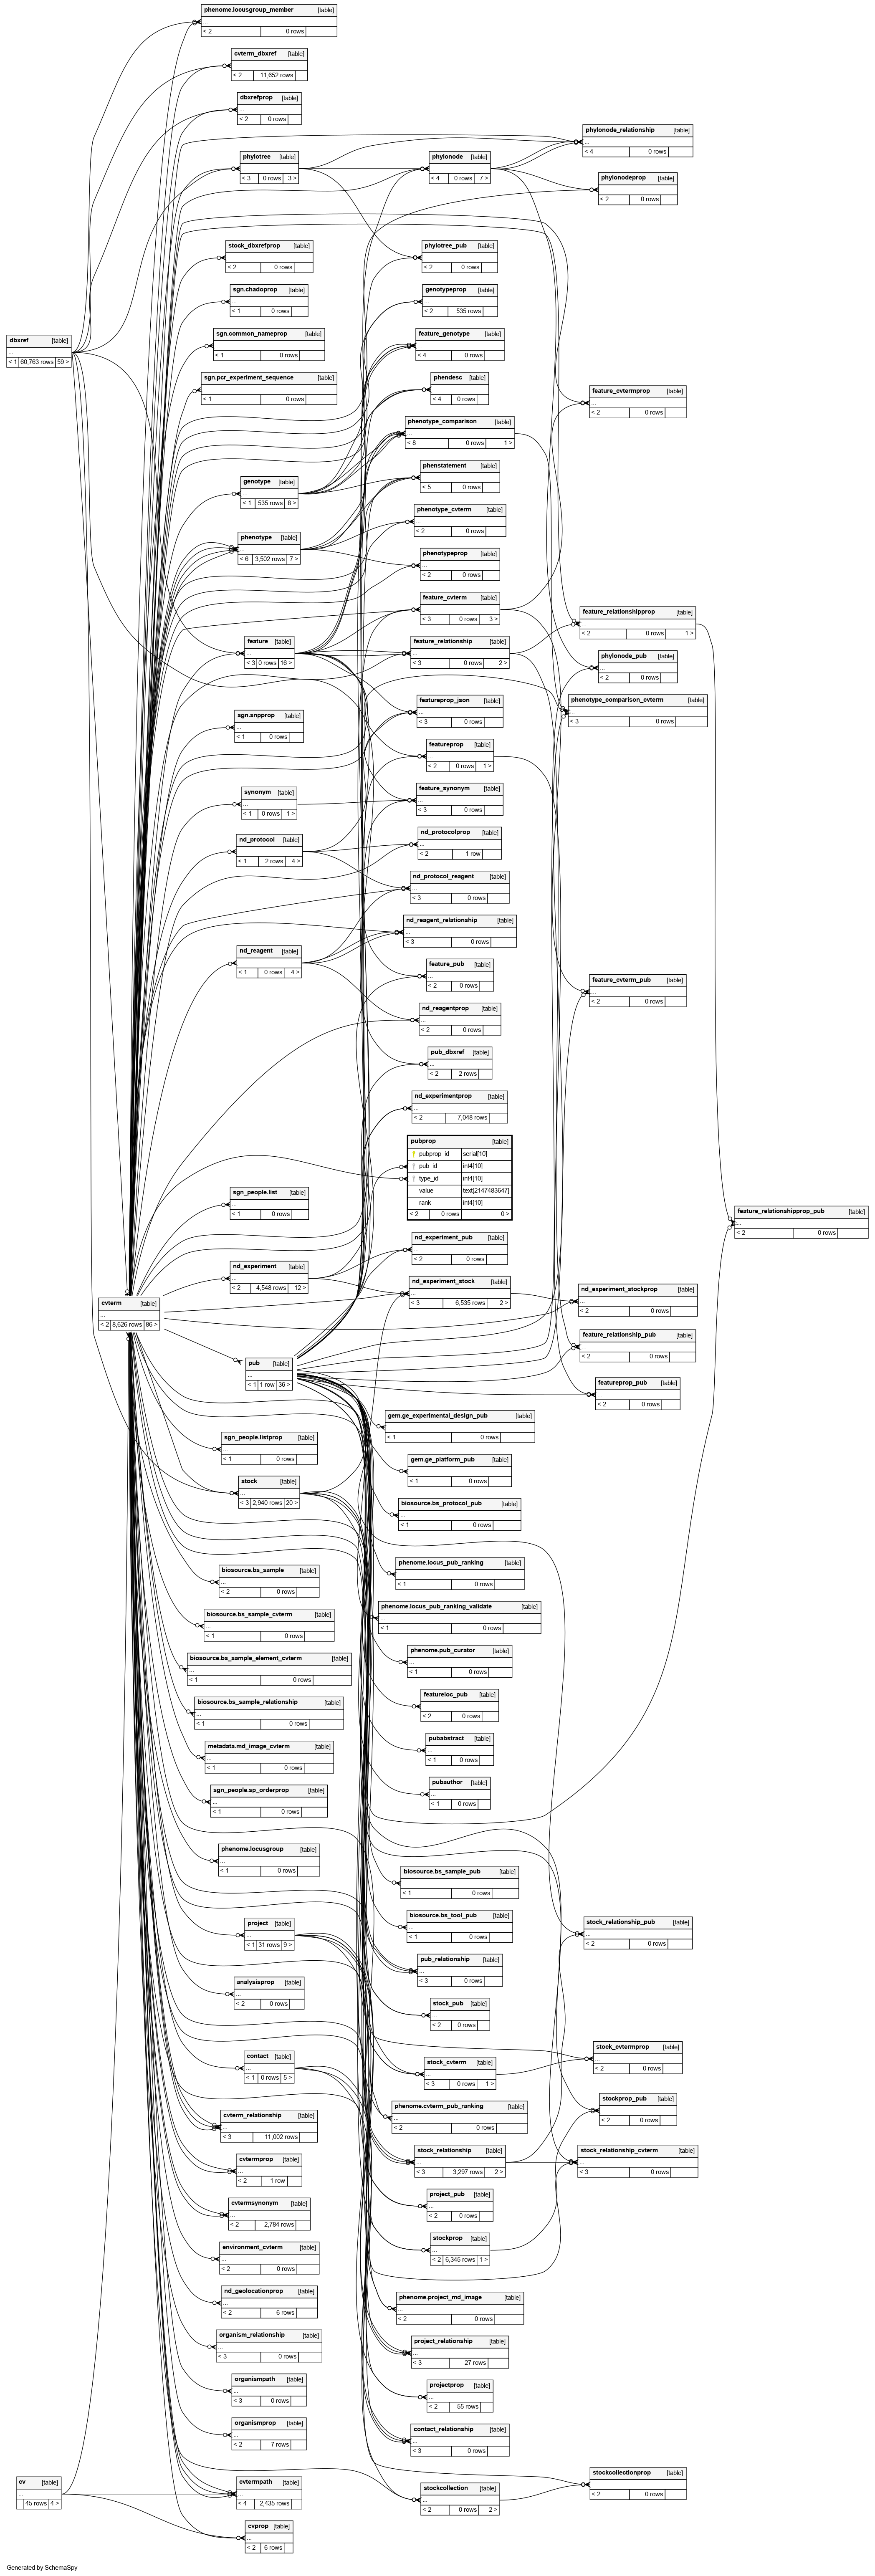 phenome.locusgroup_member [table]
...
< 2 0 rows
cvterm_dbxref [table]
...
< 2 11,652 rows
dbxrefprop [table]
...
< 2 0 rows
phylonode_relationship [table]
...
< 4 0 rows
phylotree [table]
...
< 3 0 rows 3 >
phylonode [table]
...
< 4 0 rows 7 >
phylonodeprop [table]
...
< 2 0 rows
stock_dbxrefprop [table]
...
< 2 0 rows
phylotree_pub [table]
...
< 2 0 rows
sgn.chadoprop [table]
...
< 1 0 rows
genotypeprop [table]
...
< 2 535 rows
dbxref [table]
...
< 1 60,763 rows 59 >
sgn.common_nameprop [table]
...
< 1 0 rows
feature_genotype [table]
...
< 4 0 rows
sgn.pcr_experiment_sequence [table]
...
< 1 0 rows
phendesc [table]
...
< 4 0 rows
feature_cvtermprop [table]
...
< 2 0 rows
phenotype_comparison [table]
...
< 8 0 rows 1 >
genotype [table]
...
< 1 535 rows 8 >
phenstatement [table]
...
< 5 0 rows
phenotype_cvterm [table]
...
< 2 0 rows
phenotype [table]
...
< 6 3,502 rows 7 >
phenotypeprop [table]
...
< 2 0 rows
feature_cvterm [table]
...
< 3 0 rows 3 >
feature_relationshipprop [table]
...
< 2 0 rows 1 >
feature [table]
...
< 3 0 rows 16 >
feature_relationship [table]
...
< 3 0 rows 2 >
phylonode_pub [table]
...
< 2 0 rows
featureprop_json [table]
...
< 3 0 rows
phenotype_comparison_cvterm [table]
...
< 3 0 rows
sgn.snpprop [table]
...
< 1 0 rows
featureprop [table]
...
< 2 0 rows 1 >
synonym [table]
...
< 1 0 rows 1 >
feature_synonym [table]
...
< 3 0 rows
nd_protocol [table]
...
< 1 2 rows 4 >
nd_protocolprop [table]
...
< 2 1 row
nd_protocol_reagent [table]
...
< 3 0 rows
nd_reagent_relationship [table]
...
< 3 0 rows
nd_reagent [table]
...
< 1 0 rows 4 >
feature_pub [table]
...
< 2 0 rows
feature_cvterm_pub [table]
...
< 2 0 rows
nd_reagentprop [table]
...
< 2 0 rows
pub_dbxref [table]
...
< 2 2 rows
nd_experimentprop [table]
...
< 2 7,048 rows
pubprop [table]
pubprop_id serial[10]
pub_id int4[10]
type_id int4[10]
value text[2147483647]
rank int4[10]
< 2 0 rows 0 >
sgn_people.list [table]
...
< 1 0 rows
feature_relationshipprop_pub [table]
...
< 2 0 rows
nd_experiment_pub [table]
...
< 2 0 rows
nd_experiment [table]
...
< 2 4,548 rows 12 >
nd_experiment_stock [table]
...
< 3 6,535 rows 2 >
nd_experiment_stockprop [table]
...
< 2 0 rows
cvterm [table]
...
< 2 8,626 rows 86 >
feature_relationship_pub [table]
...
< 2 0 rows
pub [table]
...
< 1 1 row 36 >
featureprop_pub [table]
...
< 2 0 rows
gem.ge_experimental_design_pub [table]
...
< 1 0 rows
sgn_people.listprop [table]
...
< 1 0 rows
gem.ge_platform_pub [table]
...
< 1 0 rows
stock [table]
...
< 3 2,940 rows 20 >
biosource.bs_protocol_pub [table]
...
< 1 0 rows
phenome.locus_pub_ranking [table]
...
< 1 0 rows
biosource.bs_sample [table]
...
< 2 0 rows
phenome.locus_pub_ranking_validate [table]
...
< 1 0 rows
biosource.bs_sample_cvterm [table]
...
< 1 0 rows
phenome.pub_curator [table]
...
< 1 0 rows
biosource.bs_sample_element_cvterm [table]
...
< 1 0 rows
featureloc_pub [table]
...
< 2 0 rows
biosource.bs_sample_relationship [table]
...
< 1 0 rows
pubabstract [table]
...
< 1 0 rows
metadata.md_image_cvterm [table]
...
< 1 0 rows
pubauthor [table]
...
< 1 0 rows
sgn_people.sp_orderprop [table]
...
< 1 0 rows
phenome.locusgroup [table]
...
< 1 0 rows
biosource.bs_sample_pub [table]
...
< 1 0 rows
project [table]
...
< 1 31 rows 9 >
biosource.bs_tool_pub [table]
...
< 1 0 rows
stock_relationship_pub [table]
...
< 2 0 rows
pub_relationship [table]
...
< 3 0 rows
analysisprop [table]
...
< 2 0 rows
stock_pub [table]
...
< 2 0 rows
contact [table]
...
< 1 0 rows 5 >
stock_cvterm [table]
...
< 3 0 rows 1 >
stock_cvtermprop [table]
...
< 2 0 rows
cvterm_relationship [table]
...
< 3 11,002 rows
phenome.cvterm_pub_ranking [table]
...
< 2 0 rows
stockprop_pub [table]
...
< 2 0 rows
cvtermprop [table]
...
< 2 1 row
stock_relationship [table]
...
< 3 3,297 rows 2 >
stock_relationship_cvterm [table]
...
< 3 0 rows
cvtermsynonym [table]
...
< 2 2,784 rows
project_pub [table]
...
< 2 0 rows
environment_cvterm [table]
...
< 2 0 rows
stockprop [table]
...
< 2 6,345 rows 1 >
nd_geolocationprop [table]
...
< 2 6 rows
phenome.project_md_image [table]
...
< 2 0 rows
organism_relationship [table]
...
< 3 0 rows
project_relationship [table]
...
< 3 27 rows
organismpath [table]
...
< 3 0 rows
projectprop [table]
...
< 2 55 rows
organismprop [table]
...
< 2 7 rows
contact_relationship [table]
...
< 3 0 rows
cv [table]
...
45 rows 4 >
cvtermpath [table]
...
< 4 2,435 rows
stockcollection [table]
...
< 2 0 rows 2 >
stockcollectionprop [table]
...
< 2 0 rows
cvprop [table]
...
< 2 6 rows
Generated by SchemaSpy